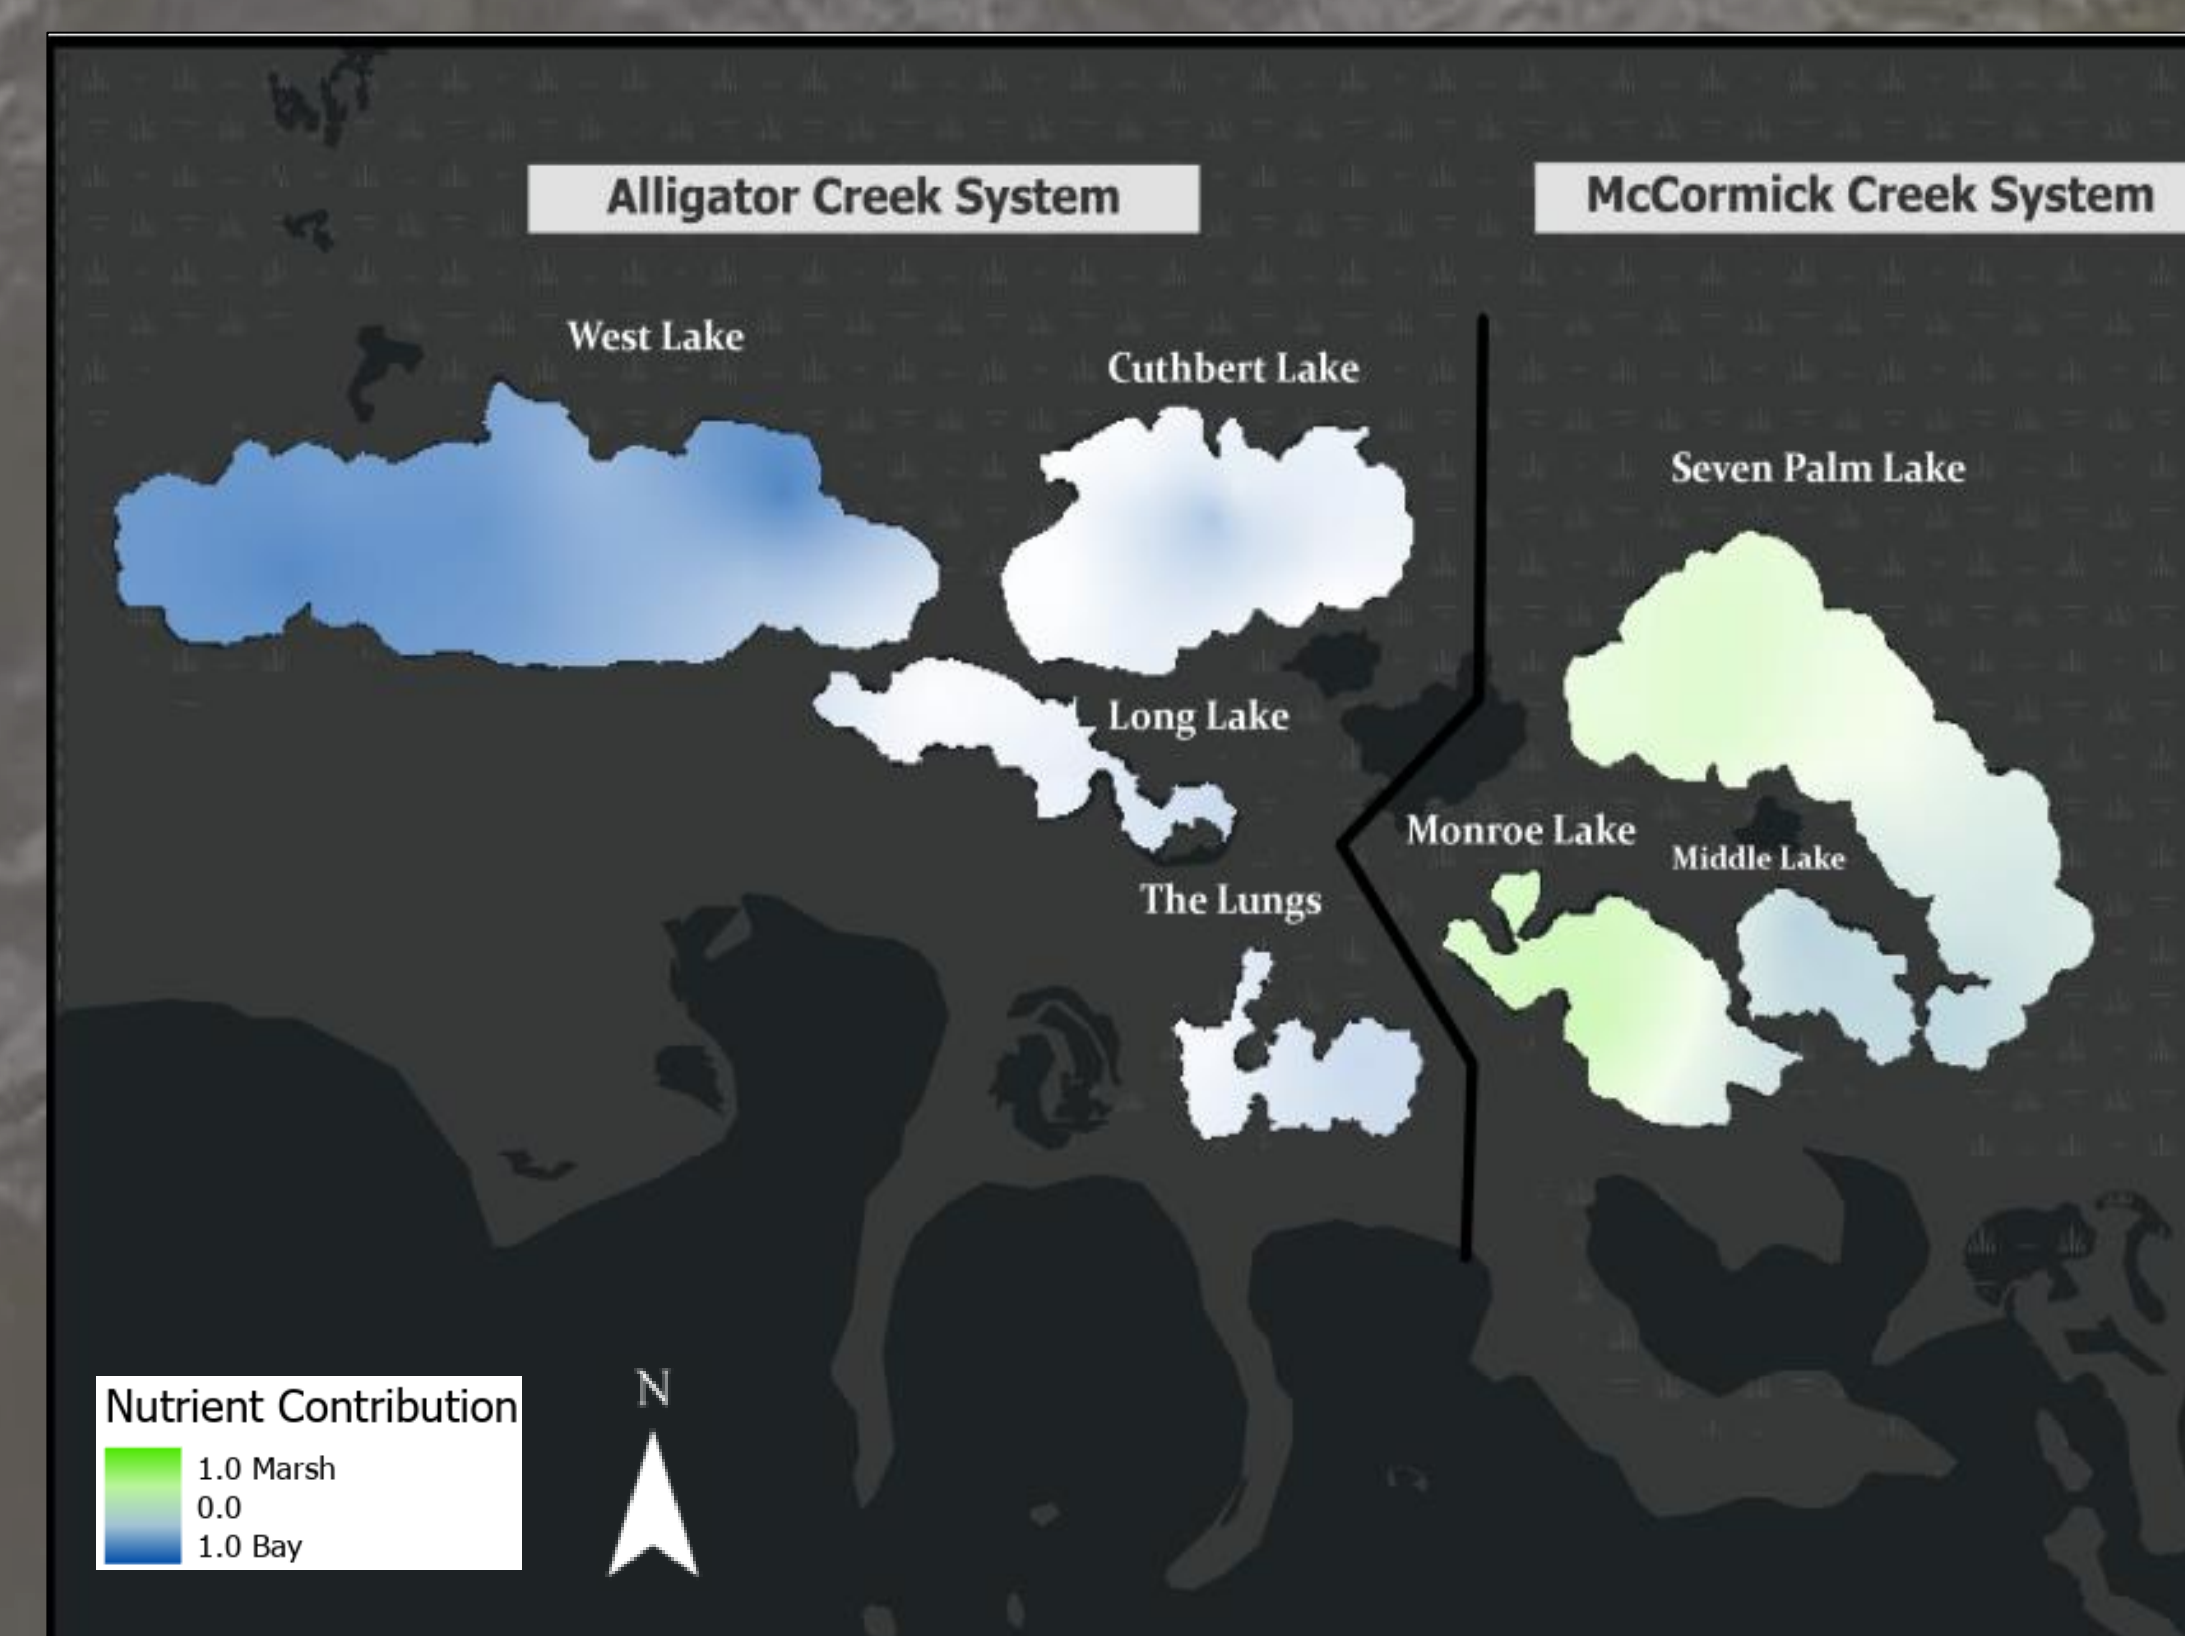 Alligator Creek System
McCormick Creek System
West Lake
Cuthbert Lake
Seven Palm Lake
Long Lake
Monroe Lake
Middle Lake
The Lungs
N
Nutrient Contribution
1.0 Marsh
0.0
1.0 Bay